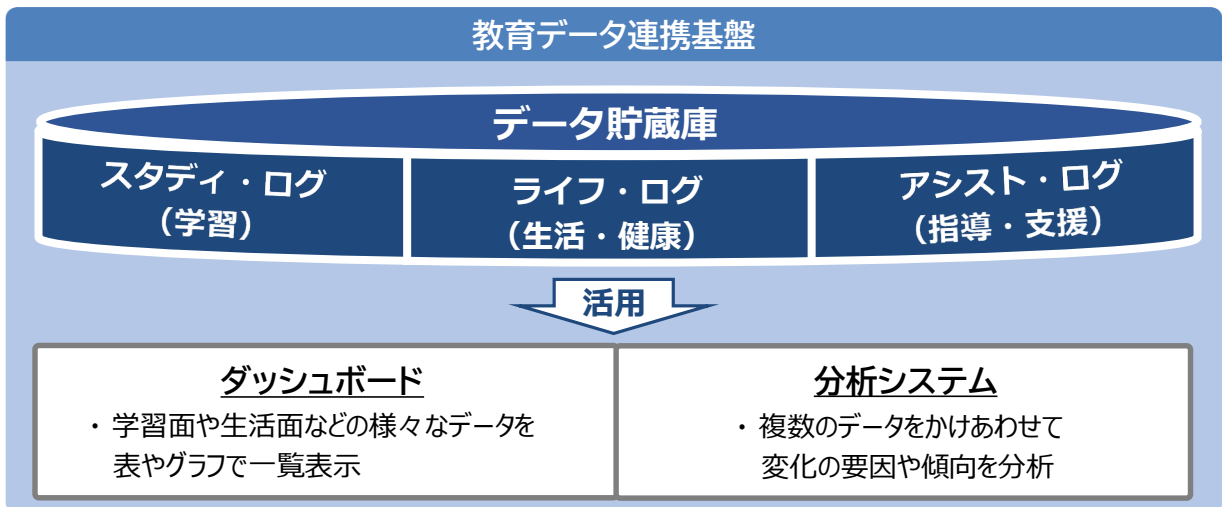 教育データ連携基盤
データ貯蔵庫
スタディ・ログ
（学習）
ライフ・ログ
（生活・健康）
アシスト・ログ
（指導・支援）
活用
ダッシュボード
・ 学習面や生活面などの様々なデータを
表やグラフで一覧表示
分析システム
・ 複数のデータをかけあわせて
変化の要因や傾向を分析